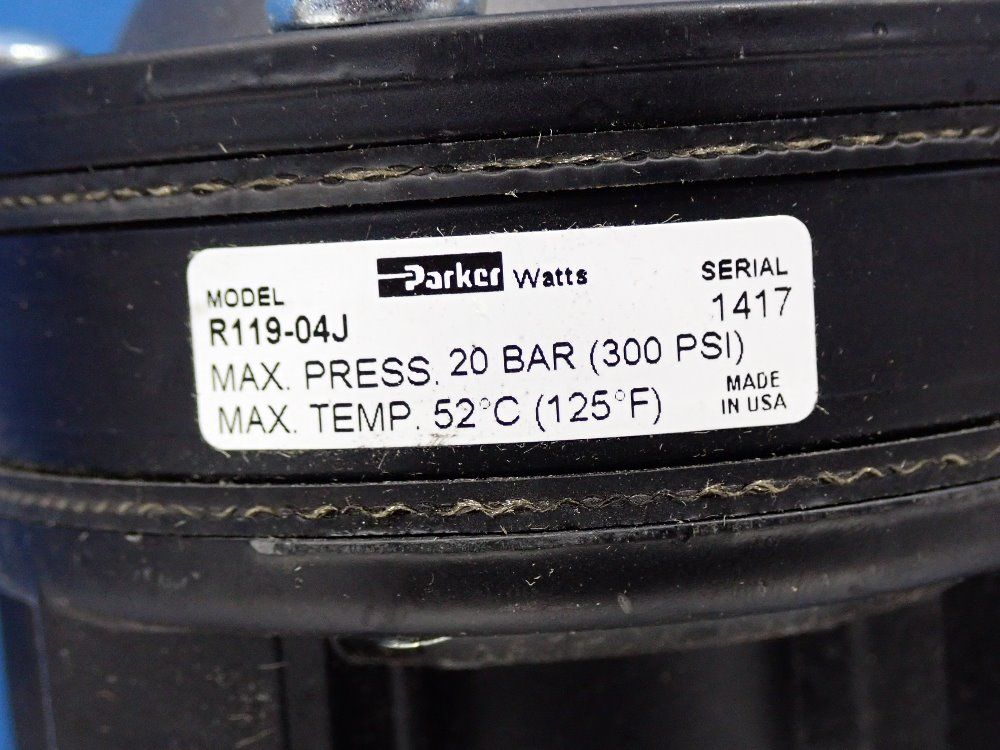 Parker Watts
MODEL
R119-04J
SERIAL
1417
MAX. PRESS. 20 BAR (300 PSI)
MAX. TEMP. 52°C (125°F)
MADE
IN USA